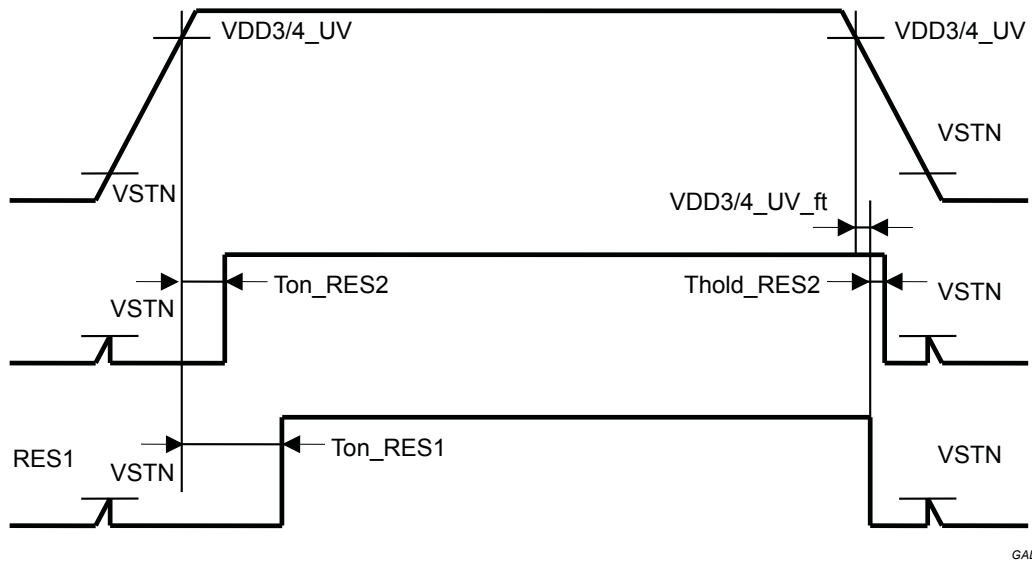 VDD3/4_UV
VDD3/4_UV
VSTN
VSTN
VDD3/4_UV_ft
Ton_RES2
Thold_RES2
VSTN
VSTN
Ton_RES1
RES1
VSTN
VSTN